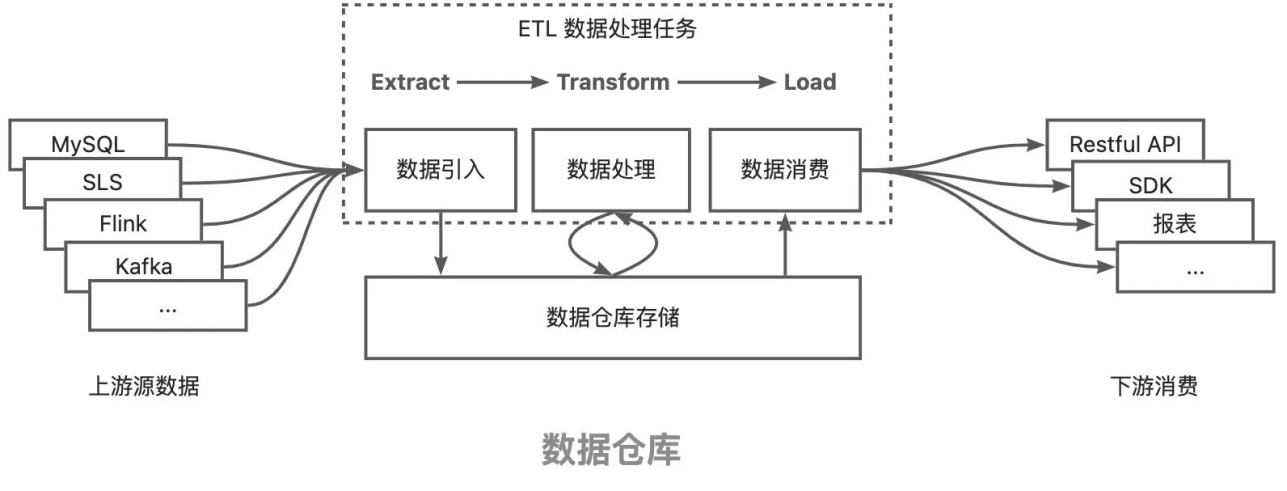 ETL 数据处理任务
Extract
Transform
Load
MySQL
SLS
Flink
Kafka
...
数据引入
数据处理
数据消费
数据仓库存储
Restful API
SDK
报表
...
上游源数据
下游消费
数据仓库